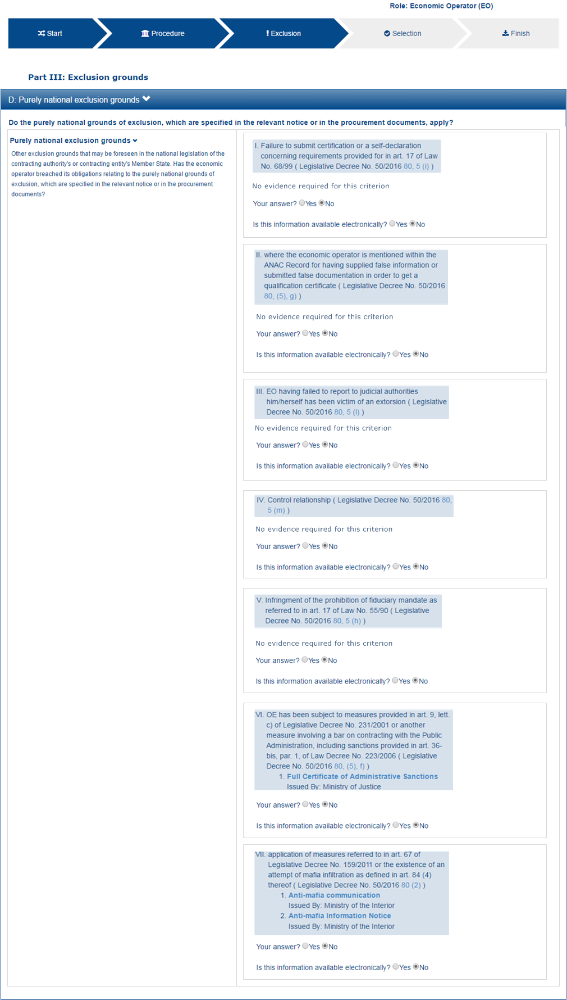 Role: Economic Operator (EO)
Start
Procedure
Exclusion
Selection
Finish
Part III: Exclusion grounds
D: Purely national exclusion grounds
Do the purely national grounds of exclusion, which are specified in the relevant notice or in the procurement documents, apply?
Purely national exclusion grounds
Other exclusion grounds that may be foreseen in the national legislation of the
contracting authority's or contracting entity's Member State. Has the economic
operator breached its obligations relating to the purely national grounds of
exclusion, which are specified in the relevant notice or in the procurement
documents?
I. Failure to submit certification or a self-declaration
concerning requirements provided for in art. 17 of Law
No. 68/99 ( Legislative Decree No. 50/2016 80, 5 (i) )
No evidence required for this criterion
Your answer? Yes No
Is this information available electronically? Yes No
II. where the economic operator is mentioned within the
ANAC Record for having supplied false information or
submitted false documentation in order to get a
qualification certificate ( Legislative Decree No. 50/2016
80, (5), g) )
No evidence required for this criterion
Your answer? Yes No
Is this information available electronically? Yes No
III. EO having failed to report to judicial authorities
him/herself has been victim of an extorsion ( Legislative
Decree No. 50/2016 80, 5 (l) )
No evidence required for this criterion
Your answer? Yes No
Is this information available electronically? Yes No
IV. Control relationship ( Legislative Decree No. 50/2016 80,
5 (m) )
No evidence required for this criterion
Your answer? Yes No
Is this information available electronically? Yes No
V. Infringment of the prohibition of fiduciary mandate as
referred to in art. 17 of Law No. 55/90 ( Legislative
Decree No. 50/2016 80, 5 (h) )
No evidence required for this criterion
Your answer? Yes No
Is this information available electronically? Yes No
VI. OE has been subject to measures provided in art. 9, lett.
c) of Legislative Decree No. 231/2001 or another
measure involving a bar on contracting with the Public
Administration, including sanctions provided in art. 36-
bis, par. 1, of Law Decree No. 223/2006 ( Legislative
Decree No. 50/2016 80, (5), f) )
1. Full Certificate of Administrative Sanctions
Issued By: Ministry of Justice
Your answer? Yes No
Is this information available electronically? Yes No
VII. application of measures referred to in art. 67 of
Legislative Decree No. 159/2011 or the existence of an
attempt of mafia infiltration as defined in art. 84 (4)
thereof ( Legislative Decree No. 50/2016 80 (2) )
1. Anti-mafia communication
Issued By: Ministry of the Interior
2. Anti-mafia Information Notice
Issued By: Ministry of the Interior
Your answer? Yes No
Is this information available electronically? Yes No